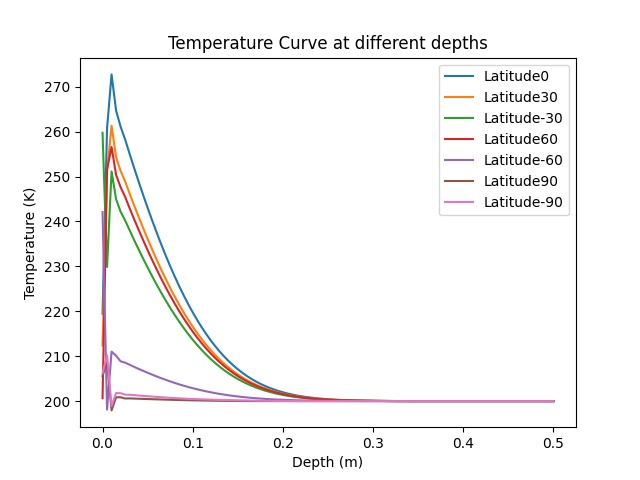 Temperature Curve at different depths
Temperature (K)
270
260
250
240
230
220
210
200
Latitude0
Latitude30
Latitude-30
Latitude60
Latitude-60
Latitude90
Latitude-90
0.0 0.1 0.2 0.3 0.4 0.5
Depth (m)